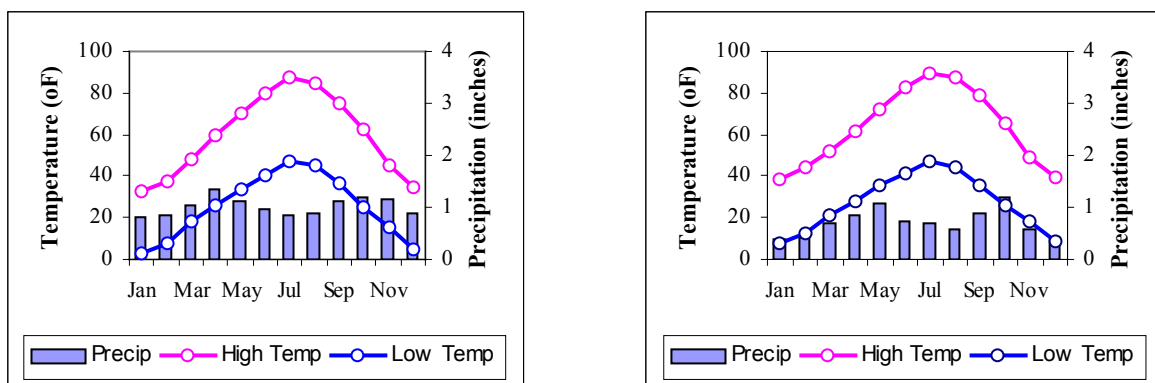 100
80
60
40
20
0
Temperature (oF)
4
3
2
1
0
Precipitation (inches)
Jan Mar May Jul Sep Nov
Precip High Temp Low Temp
100
80
60
40
20
0
Temperature (oF)
4
3
2
1
0
Precipitation (inches)
Jan Mar May Jul Sep Nov
Precip High Temp Low Temp